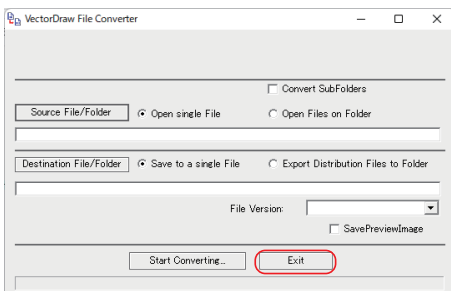 VectorDraw File Converter
Convert SubFolders
Source File/Folder Open single File Open Files on Folder
Destination File/Folder Save to a single File Export Distribution Files to Folder
File Version:
SavePreviewImage
Start Converting... Exit